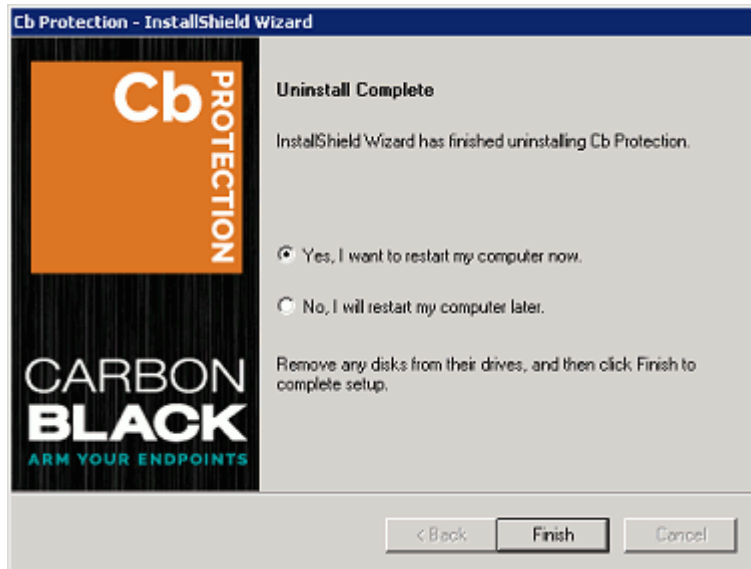 Cb Protection - InstallShield Wizard
Cb
PROTECTION
CARBON
BLACK
ARM YOUR ENDPOINTS
Uninstall Complete
InstallShield Wizard has finished uninstalling Cb Protection.
Yes, I want to restart my computer now.
No, I will restart my computer later.
Remove any disks from their drives, and then click Finish to
complete setup.
< Back
Finish
Cancel